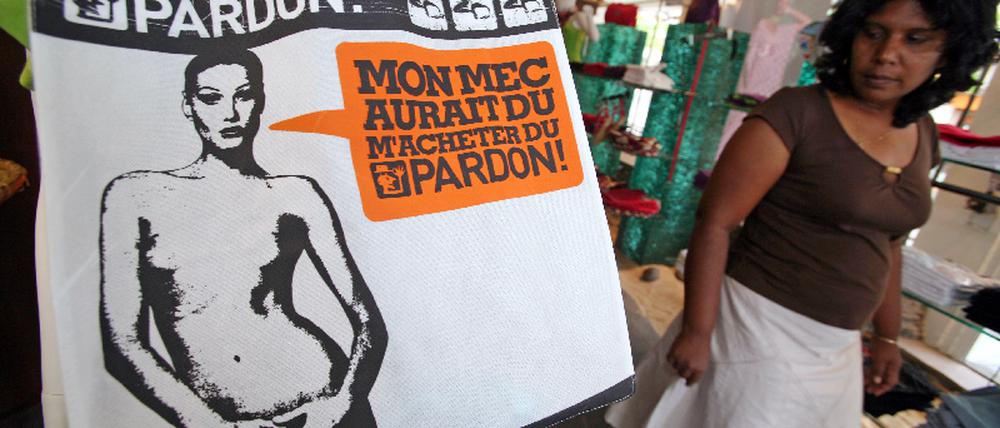 PARDON!
MON MEC
AURAIT DU
M'ACHETER DU
PARDON!